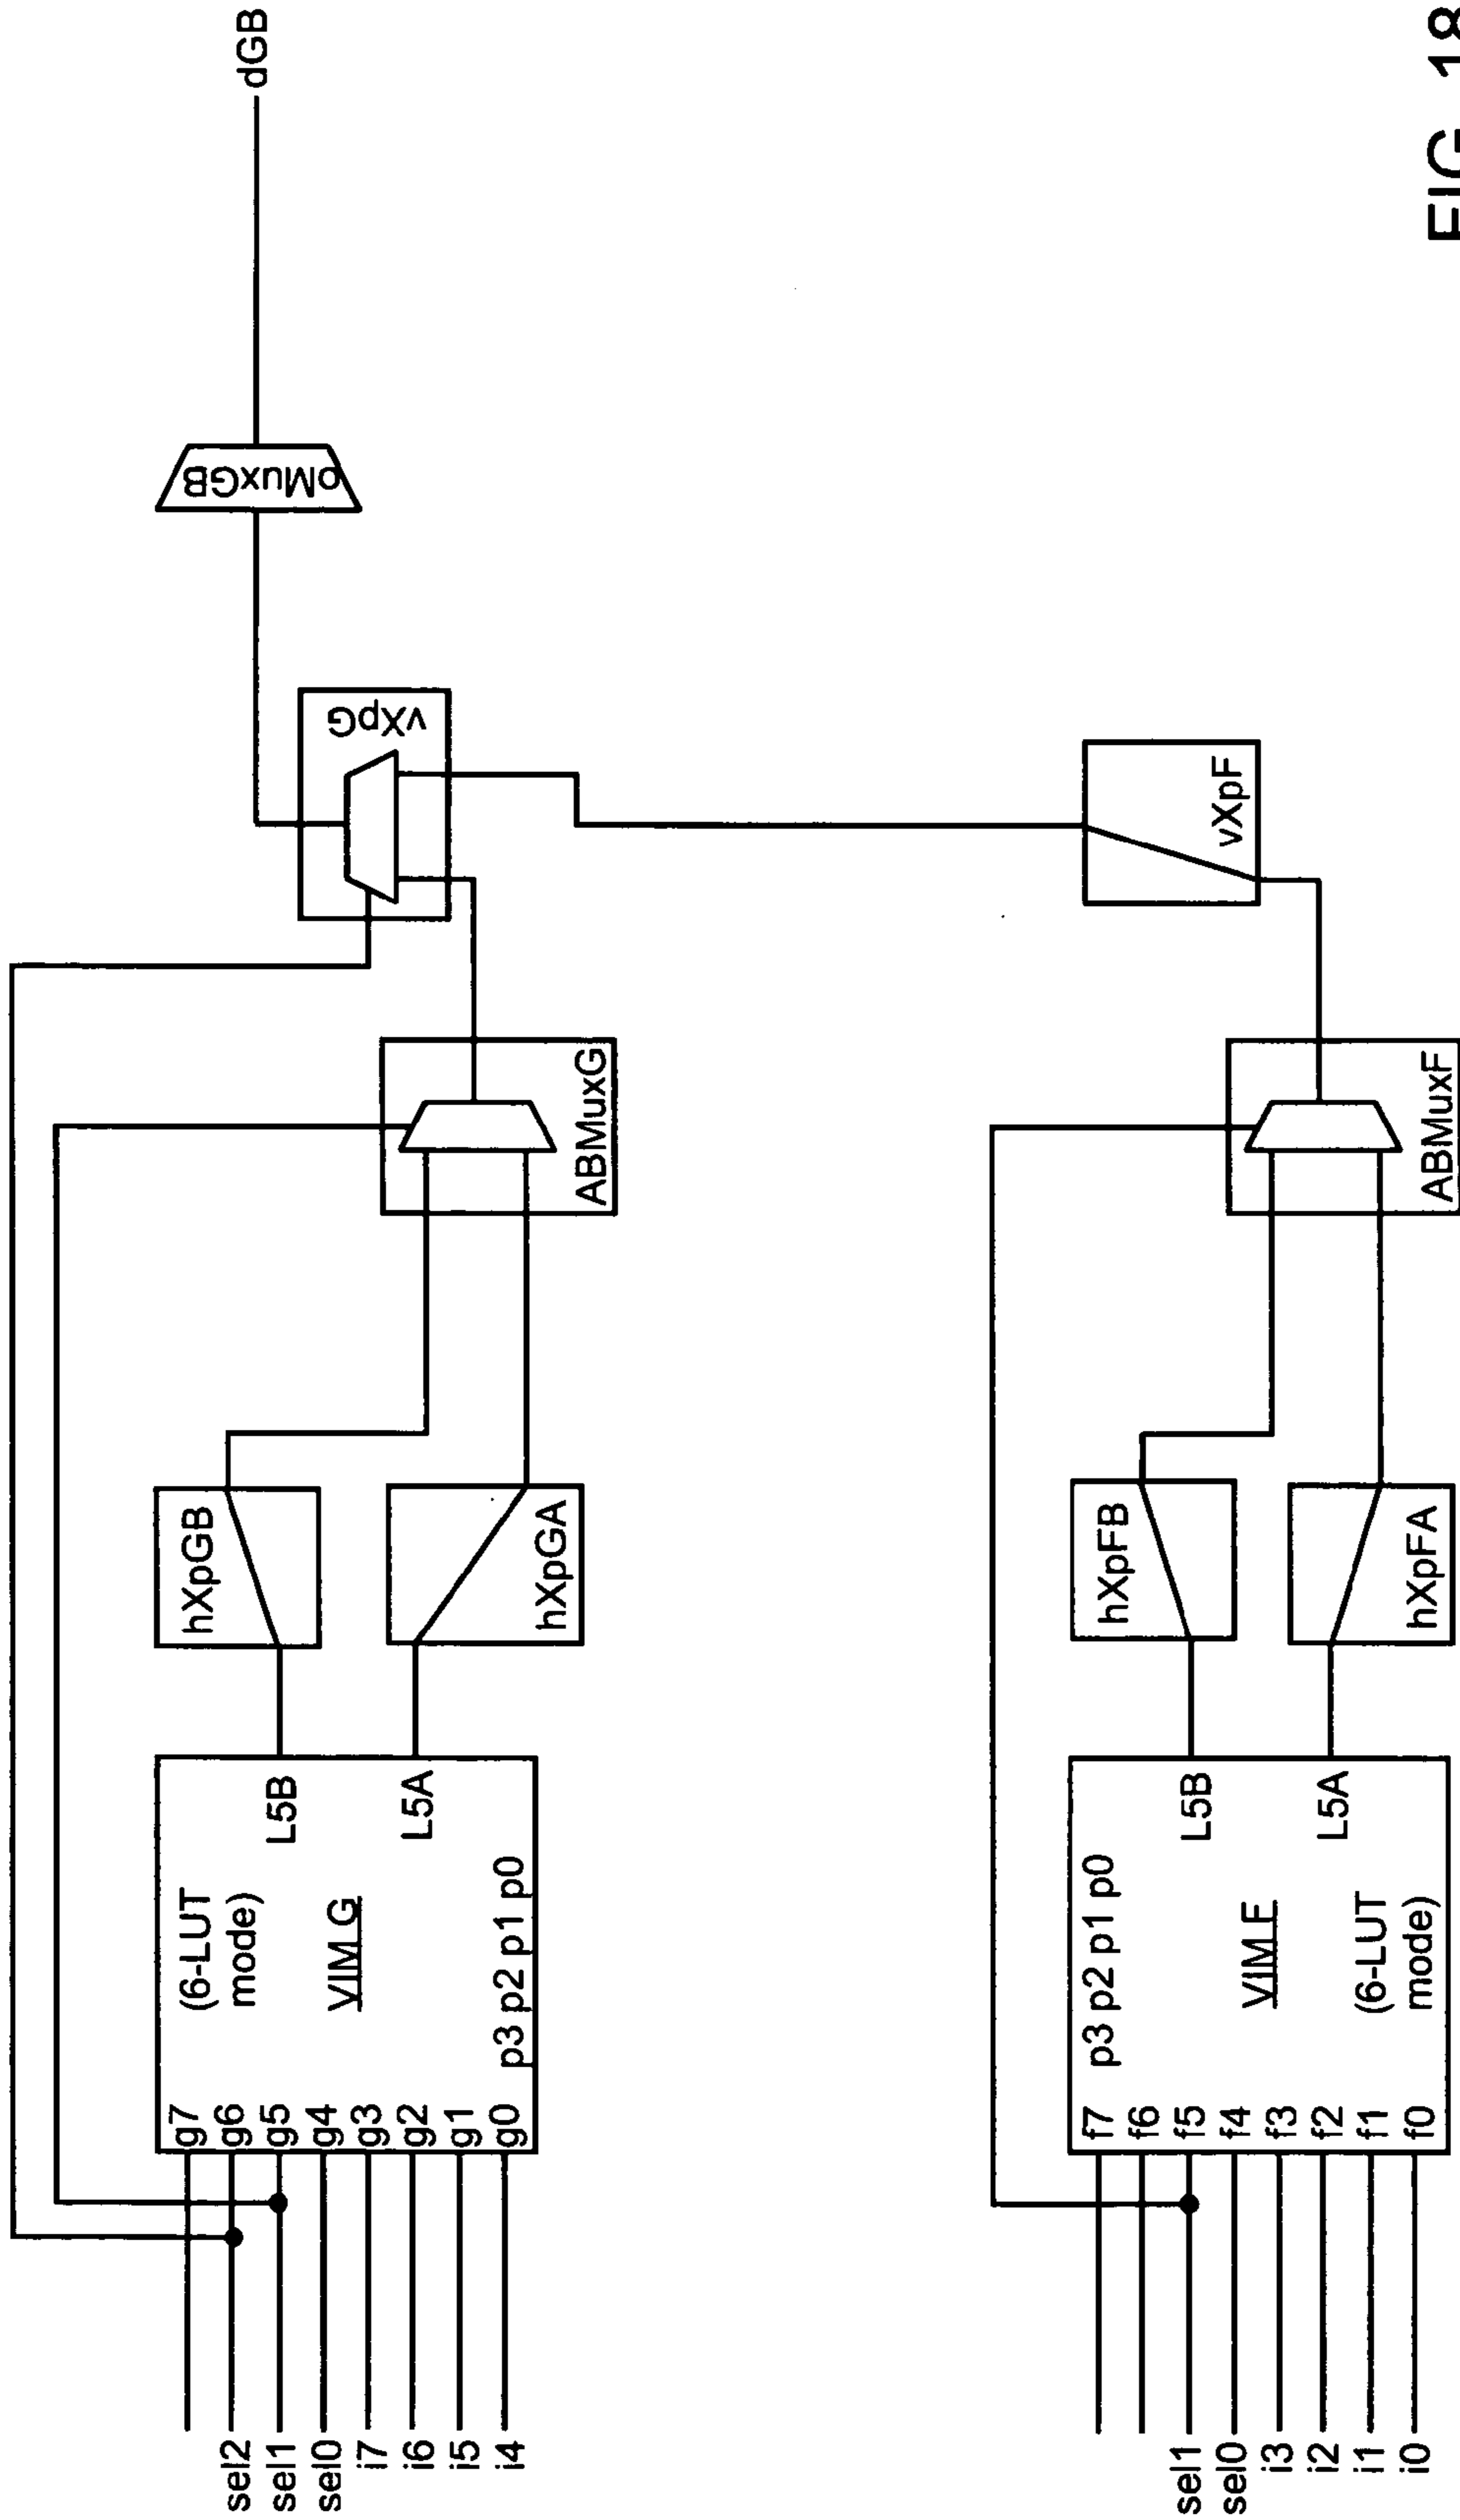 dGB
pMuxGB
vXpG
ABMuxG
hXpGB
hXpGA
(6-LUT
mode)
VIM G
L5B
L5A
p3 p2 p1 p0
g7
g6
g5
g4
g3
g2
g1
g0
sel2
sel1
sel0
i7
i6
i5
i4
vXpF
ABMuxF
hXpFB
hXpFA
p3 p2 p1 p0
VIM F
(6-LUT
mode)
L5B
L5A
f7
f6
f5
f4
f3
f2
f1
f0
sel1
sel0
i3
i2
i1
i0
FIG 18